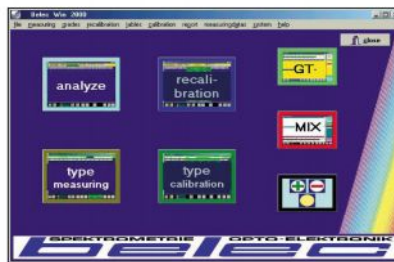 Belec Win 2000
file measuring grades recalibration tables calibration report measuringdatas system help
close
analyze
recali-
bration
GT
MIX
type
measuring
type
calibration
SPEKTROMETRIE OPTO-ELEKTRONIK
belec